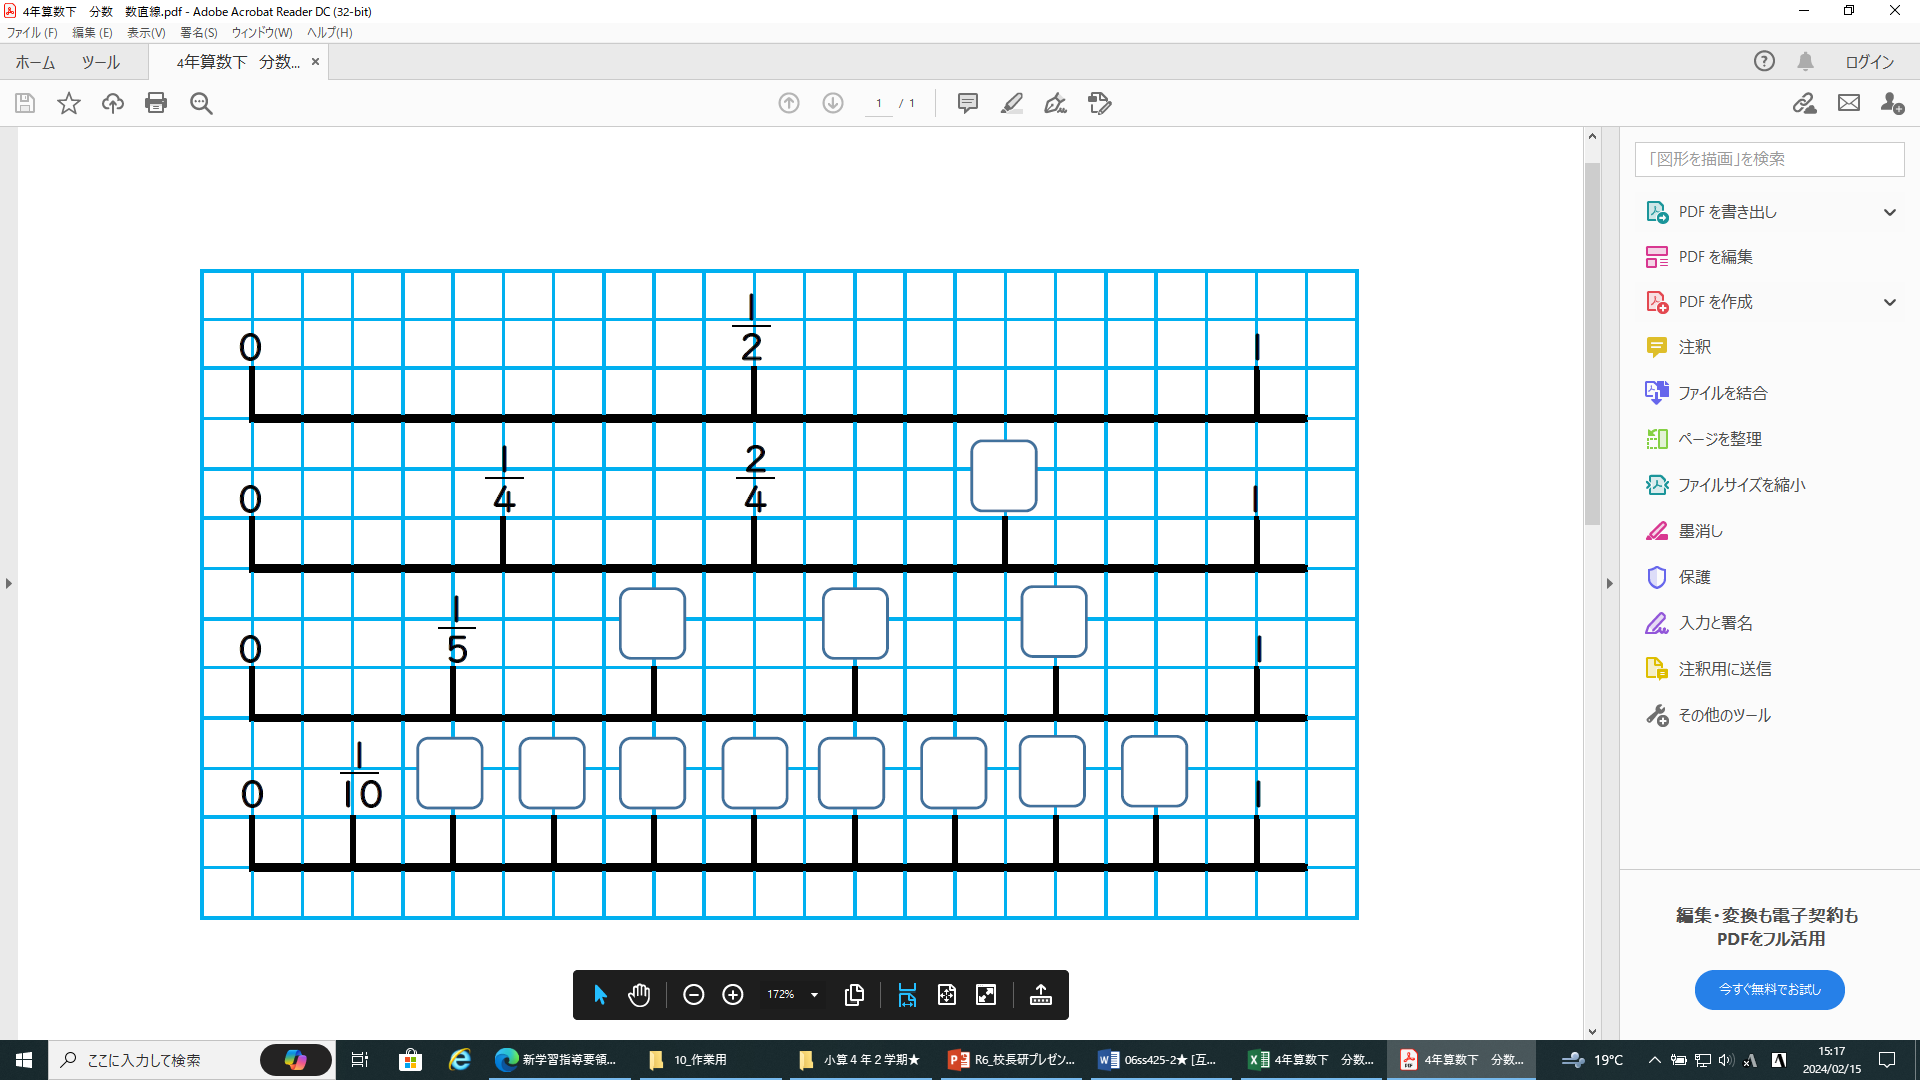 4年算数下　分数　数直線.pdf - Adobe Acrobat Reader DC (32-bit)
ファイル(F) 編集(E) 表示(V) 署名(S) ウィンドウ(W) ヘルプ(H)
ホーム ツール 4年算数下　分数... × ログイン
1 / 1
「図形を描画」を検索
PDF を書き出し
PDF を編集
PDF を作成
注釈
ファイルを結合
ページを整理
ファイルサイズを縮小
墨消し
保護
入力と署名
注釈用に送信
その他のツール
編集・変換も電子契約も
PDFをフル活用
今すぐ無料でお試し
0 1/2 1
0 1/4 2/4 1
0 1/5 1
0 1/10 1
172%
ここに入力して検索 新学習指導要領... 10_作業用 小算４年２学期★ R6_校長研プレゼン... 06ss425-2★ [互... 4年算数下　分数... 4年算数下　分数... 19°C A 15:17
2024/02/15